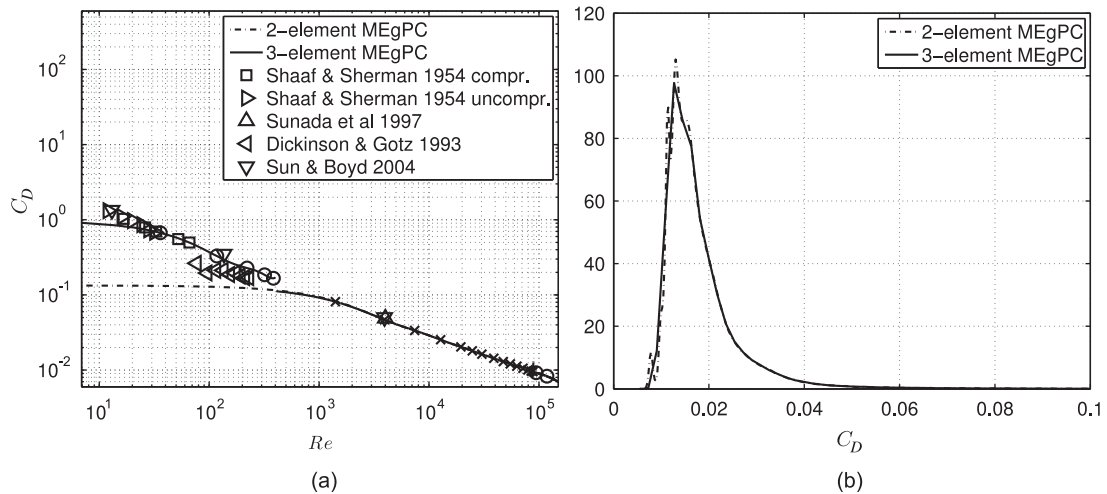 2-element MEgPC
3-element MEgPC
Shaaf & Sherman 1954 compr.
Shaaf & Sherman 1954 uncompr.
Sunada et al 1997
Dickinson & Gotz 1993
Sun & Boyd 2004
10^2
10^1
10^0
10^-1
10^-2
C_D
10^1 10^2 10^3 10^4 10^5
Re
(a)
2-element MEgPC
3-element MEgPC
120
100
80
60
40
20
0
0 0.02 0.04 0.06 0.08 0.1
C_D
(b)